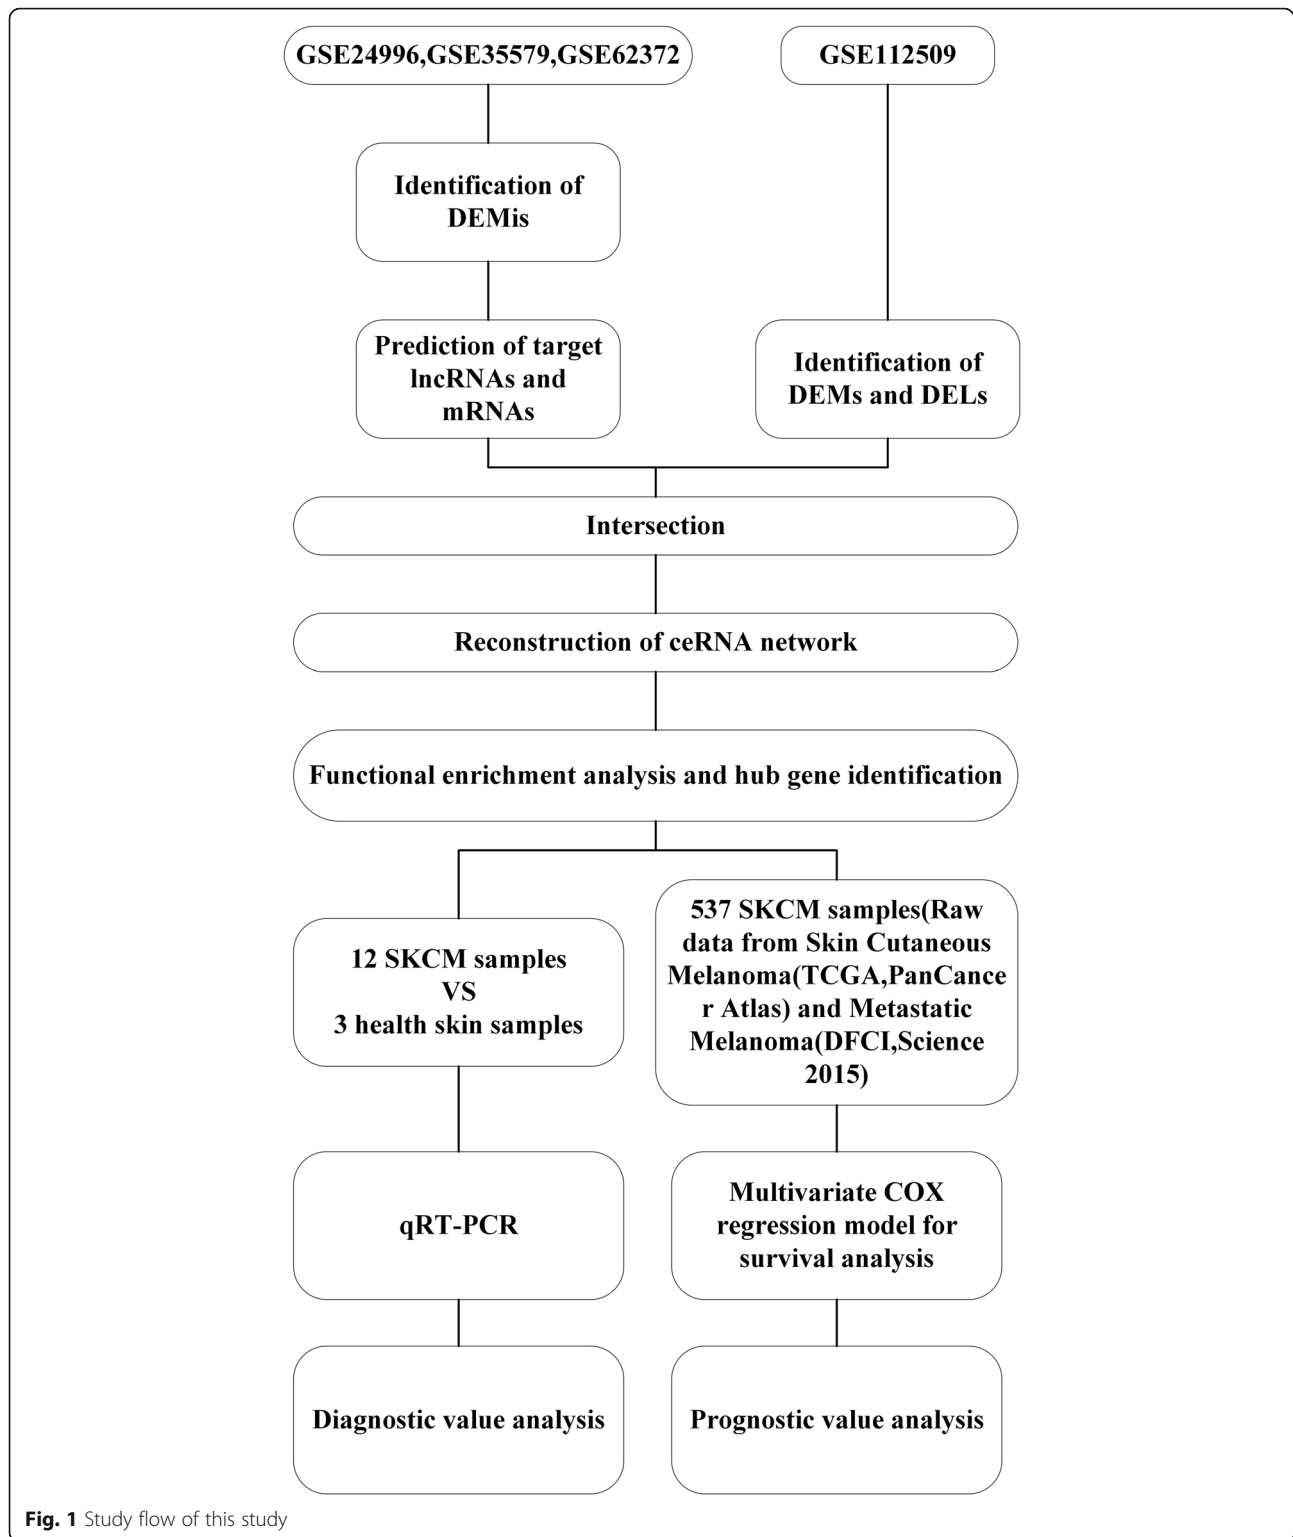 GSE24996,GSE35579,GSE62372
GSE112509
Identification of
DEMis
Prediction of target
lncRNAs and
mRNAs
Identification of
DEMs and DELs
Intersection
Reconstruction of ceRNA network
Functional enrichment analysis and hub gene identification
12 SKCM samples
VS
3 health skin samples
537 SKCM samples(Raw
data from Skin Cutaneous
Melanoma(TCGA,PanCance
r Atlas) and Metastatic
Melanoma(DFCI,Science
2015)
qRT-PCR
Multivariate COX
regression model for
survival analysis
Diagnostic value analysis
Prognostic value analysis
Fig. 1 Study flow of this study